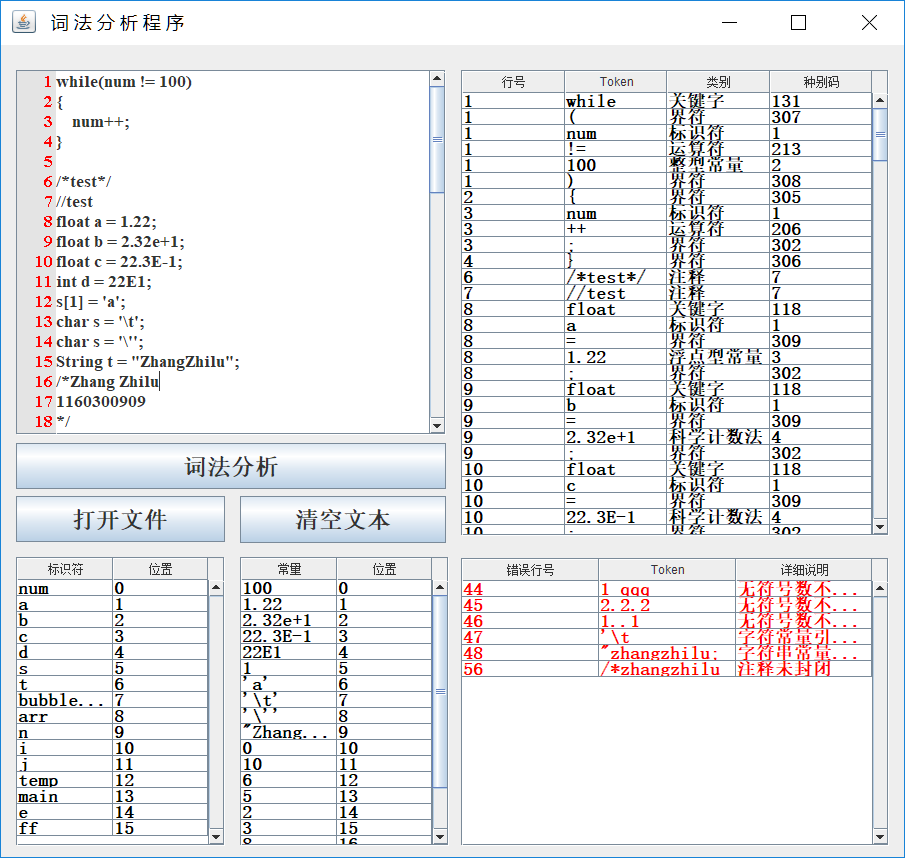 词法分析程序
1 while(num != 100)
2 {
3 num++;
4 }
5
6 /*test*/
7 //test
8 float a = 1.22;
9 float b = 2.32e+1;
10 float c = 22.3E-1;
11 int d = 22E1;
12 s[1] = 'a';
13 char s = '\t';
14 char s = '\'';
15 String t = "ZhangZhilu";
16 /*Zhang Zhilu
17 1160300909
18 */
词法分析
打开文件 清空文本
行号 Token 类别 种别码
1 while 关键字 131
1 ( 界符 307
1 num 标识符 1
1 != 运算符 213
1 100 整型常量 2
1 ) 界符 308
2 { 界符 305
3 num 标识符 1
3 ++ 运算符 206
3 ; 界符 302
4 } 界符 306
6 /*test*/ 注释 7
7 //test 注释 7
8 float 关键字 118
8 a 标识符 1
8 = 界符 309
8 1.22 浮点型常量 3
8 ; 界符 302
9 float 关键字 118
9 b 标识符 1
9 = 界符 309
9 2.32e+1 科学计数法 4
9 ; 界符 302
10 float 关键字 118
10 c 标识符 1
10 = 界符 309
10 22.3E-1 科学计数法 4
10 ; 界符 302
标识符 位置
num 0
a 1
b 2
c 3
d 4
s 5
t 6
bubble... 7
arr 8
n 9
i 10
j 11
temp 12
main 13
e 14
ff 15
常量 位置
100 0
1.22 1
2.32e+1 2
22.3E-1 3
22E1 4
1 5
'a' 6
'\t' 7
'\'' 8
"Zhang... 9
0 10
10 11
6 12
5 13
2 14
3 15
8 16
错误行号 Token 详细说明
44 1 ggg 无符号数不...
45 2.2.2 无符号数不...
46 1..1 无符号数不...
47 '\t 字符常量引...
48 "zhangzhilu; 字符串常量...
56 /*zhangzhilu 注释未封闭